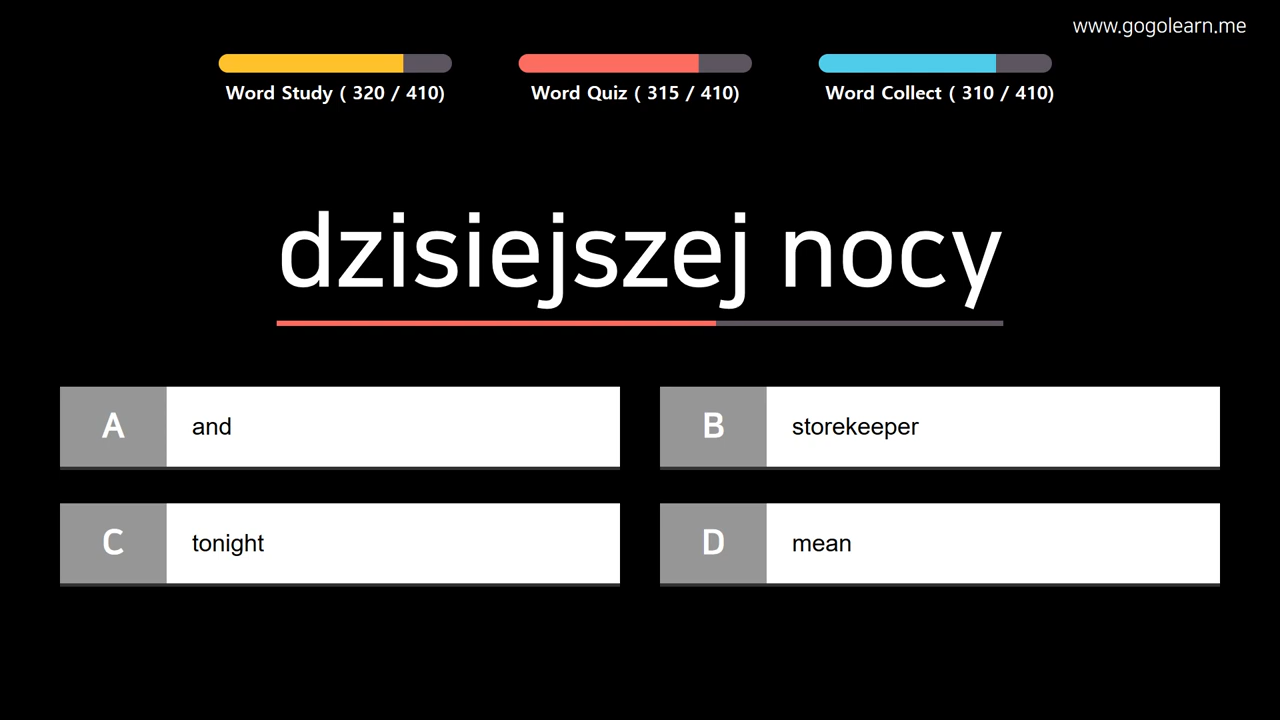 www.gogolearn.me
Word Study ( 320 / 410)
Word Quiz ( 315 / 410)
Word Collect ( 310 / 410)
dzisiejszej nocy
A and
B storekeeper
C tonight
D mean